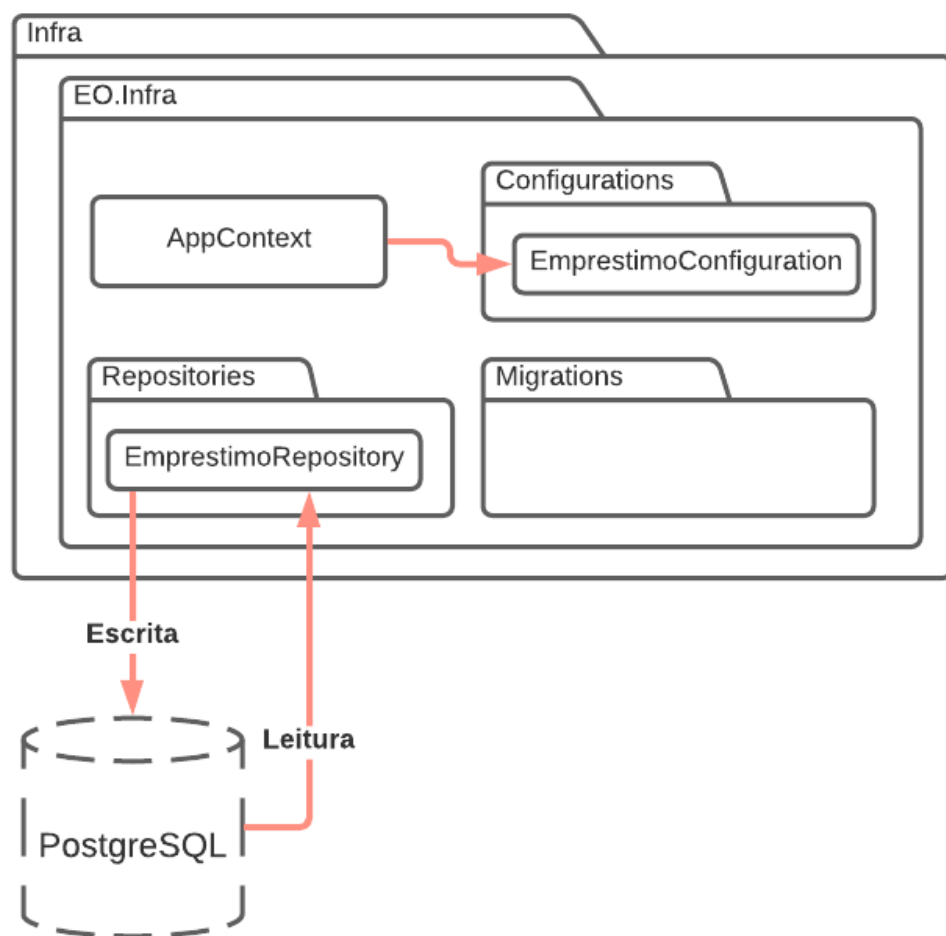 Infra
EO.Infra
AppContext
Configurations
EmprestimoConfiguration
Repositories
EmprestimoRepository
Migrations
Escrita
Leitura
PostgreSQL